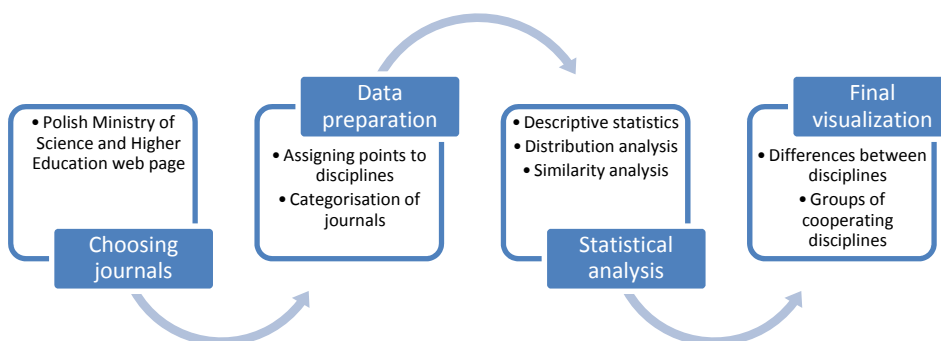 • Polish Ministry of
Science and Higher
Education web page
Choosing
journals
Data
preparation
• Assigning points to
disciplines
• Categorisation of
journals
• Descriptive statistics
• Distribution analysis
• Similarity analysis
Statistical
analysis
Final
visualization
• Differences between
disciplines
• Groups of
cooperating
disciplines